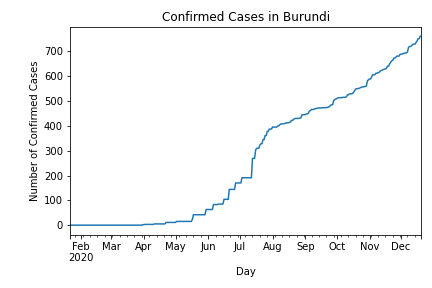 Confirmed Cases in Burundi
Number of Confirmed Cases
700
600
500
400
300
200
100
0
Feb Mar Apr May Jun Jul Aug Sep Oct Nov Dec
2020
Day